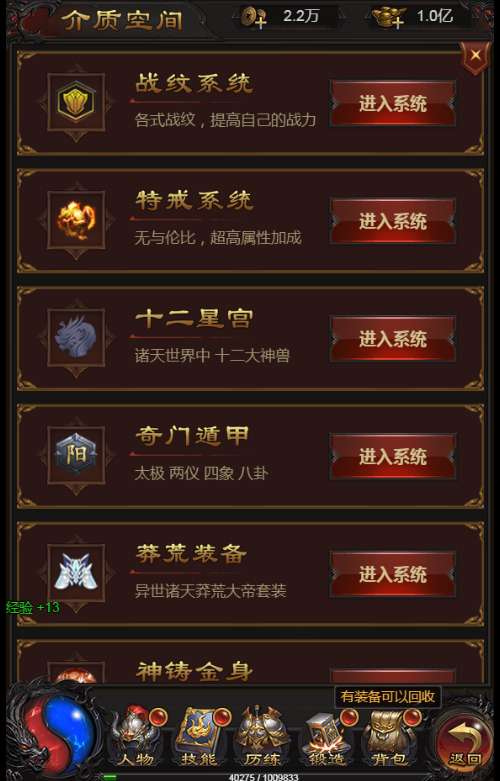 介质空间
2.2万
1.0亿
战纹系统
各式战纹，提高自己的战力
进入系统
特戒系统
无与伦比，超高属性加成
进入系统
十二星宫
诸天世界中 十二大神兽
进入系统
奇门遁甲
太极 两仪 四象 八卦
进入系统
阳
莽荒装备
异世诸天莽荒大帝套装
进入系统
经验 +13
神铸金身
有装备可以回收
人物
技能
历练
锻造
背包
返回
40275 / 1009833